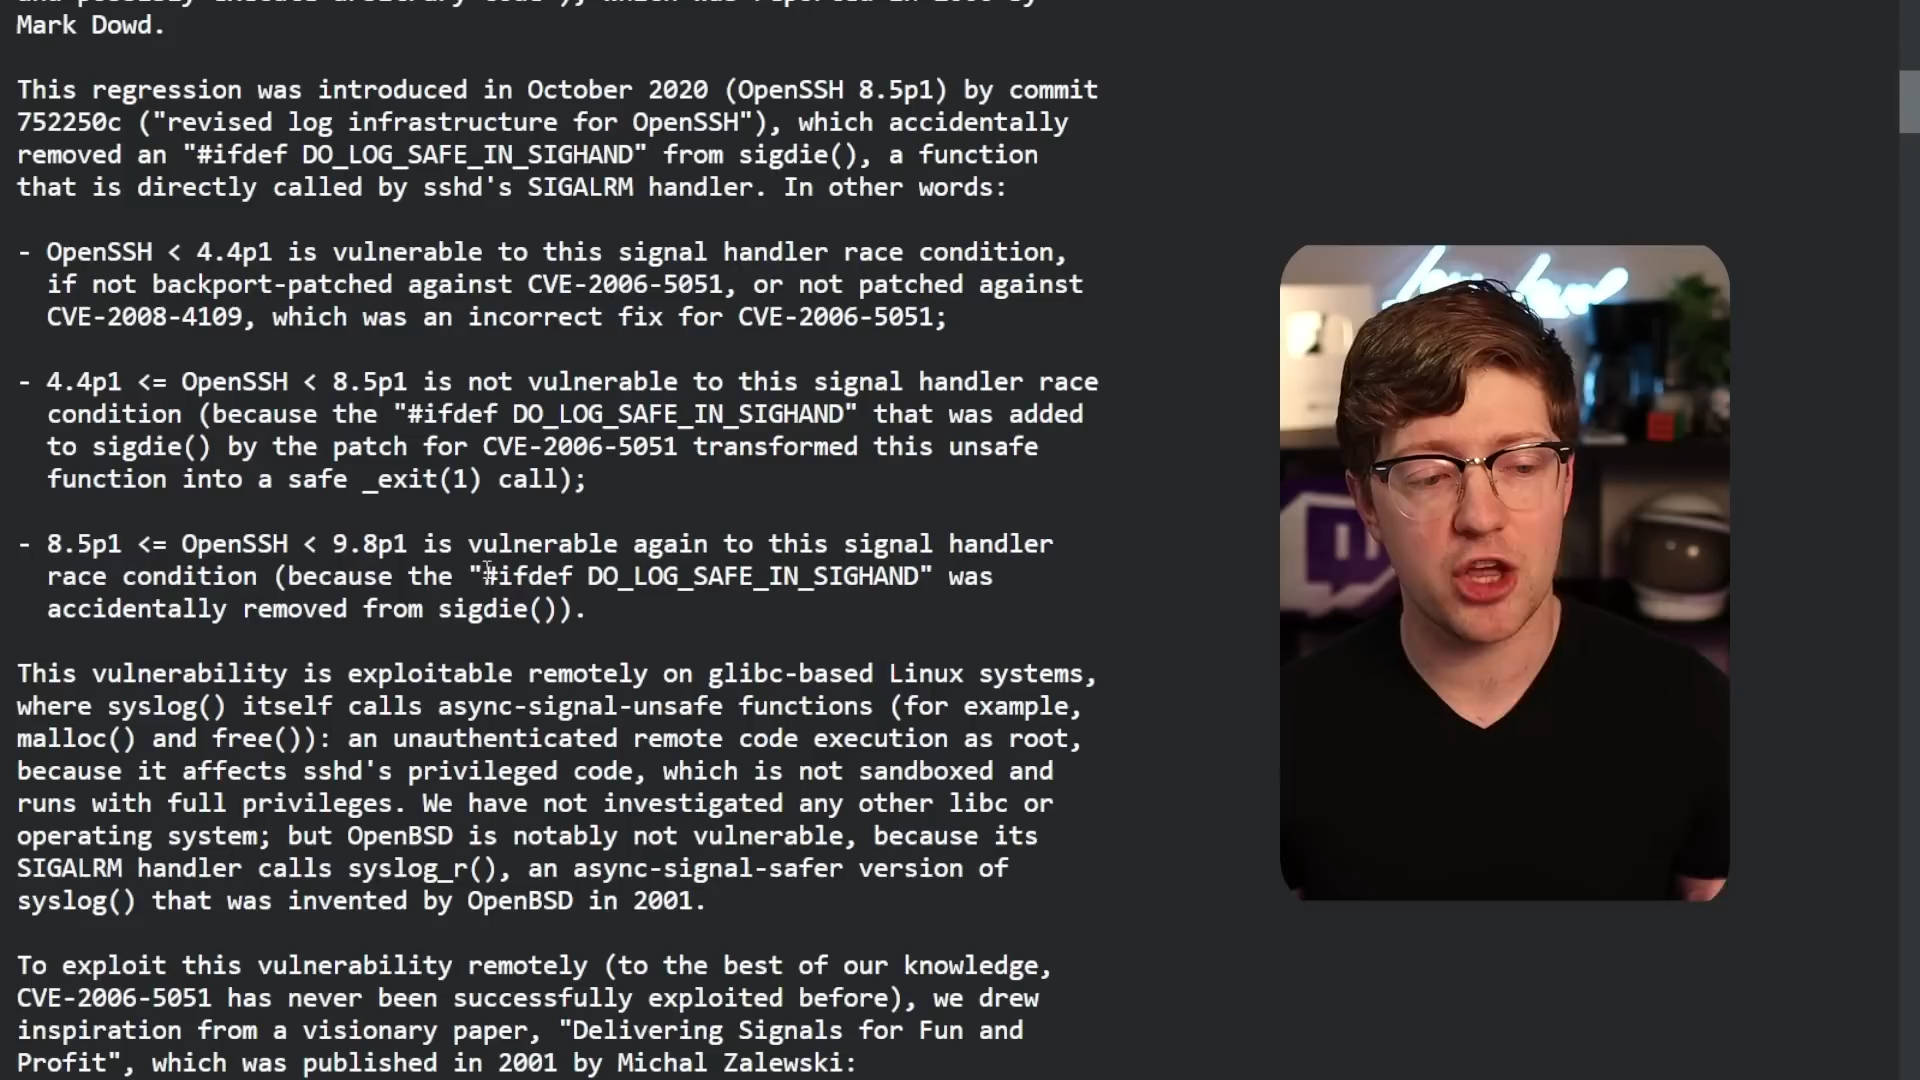 Mark Dowd.
This regression was introduced in October 2020 (OpenSSH 8.5p1) by commit
752250c ("revised log infrastructure for OpenSSH"), which accidentally
removed an "#ifdef DO_LOG_SAFE_IN_SIGHAND" from sigdie(), a function
that is directly called by sshd's SIGALRM handler. In other words:
- OpenSSH < 4.4p1 is vulnerable to this signal handler race condition,
if not backport-patched against CVE-2006-5051, or not patched against
CVE-2008-4109, which was an incorrect fix for CVE-2006-5051;
- 4.4p1 <= OpenSSH < 8.5p1 is not vulnerable to this signal handler race
condition (because the "#ifdef DO_LOG_SAFE_IN_SIGHAND" that was added
to sigdie() by the patch for CVE-2006-5051 transformed this unsafe
function into a safe _exit(1) call);
- 8.5p1 <= OpenSSH < 9.8p1 is vulnerable again to this signal handler
race condition (because the "#ifdef DO_LOG_SAFE_IN_SIGHAND" was
accidentally removed from sigdie()).
This vulnerability is exploitable remotely on glibc-based Linux systems,
where syslog() itself calls async-signal-unsafe functions (for example,
malloc() and free()): an unauthenticated remote code execution as root,
because it affects sshd's privileged code, which is not sandboxed and
runs with full privileges. We have not investigated any other libc or
operating system; but OpenBSD is notably not vulnerable, because its
SIGALRM handler calls syslog_r(), an async-signal-safer version of
syslog() that was invented by OpenBSD in 2001.
To exploit this vulnerability remotely (to the best of our knowledge,
CVE-2006-5051 has never been successfully exploited before), we drew
inspiration from a visionary paper, "Delivering Signals for Fun and
Profit", which was published in 2001 by Michal Zalewski: